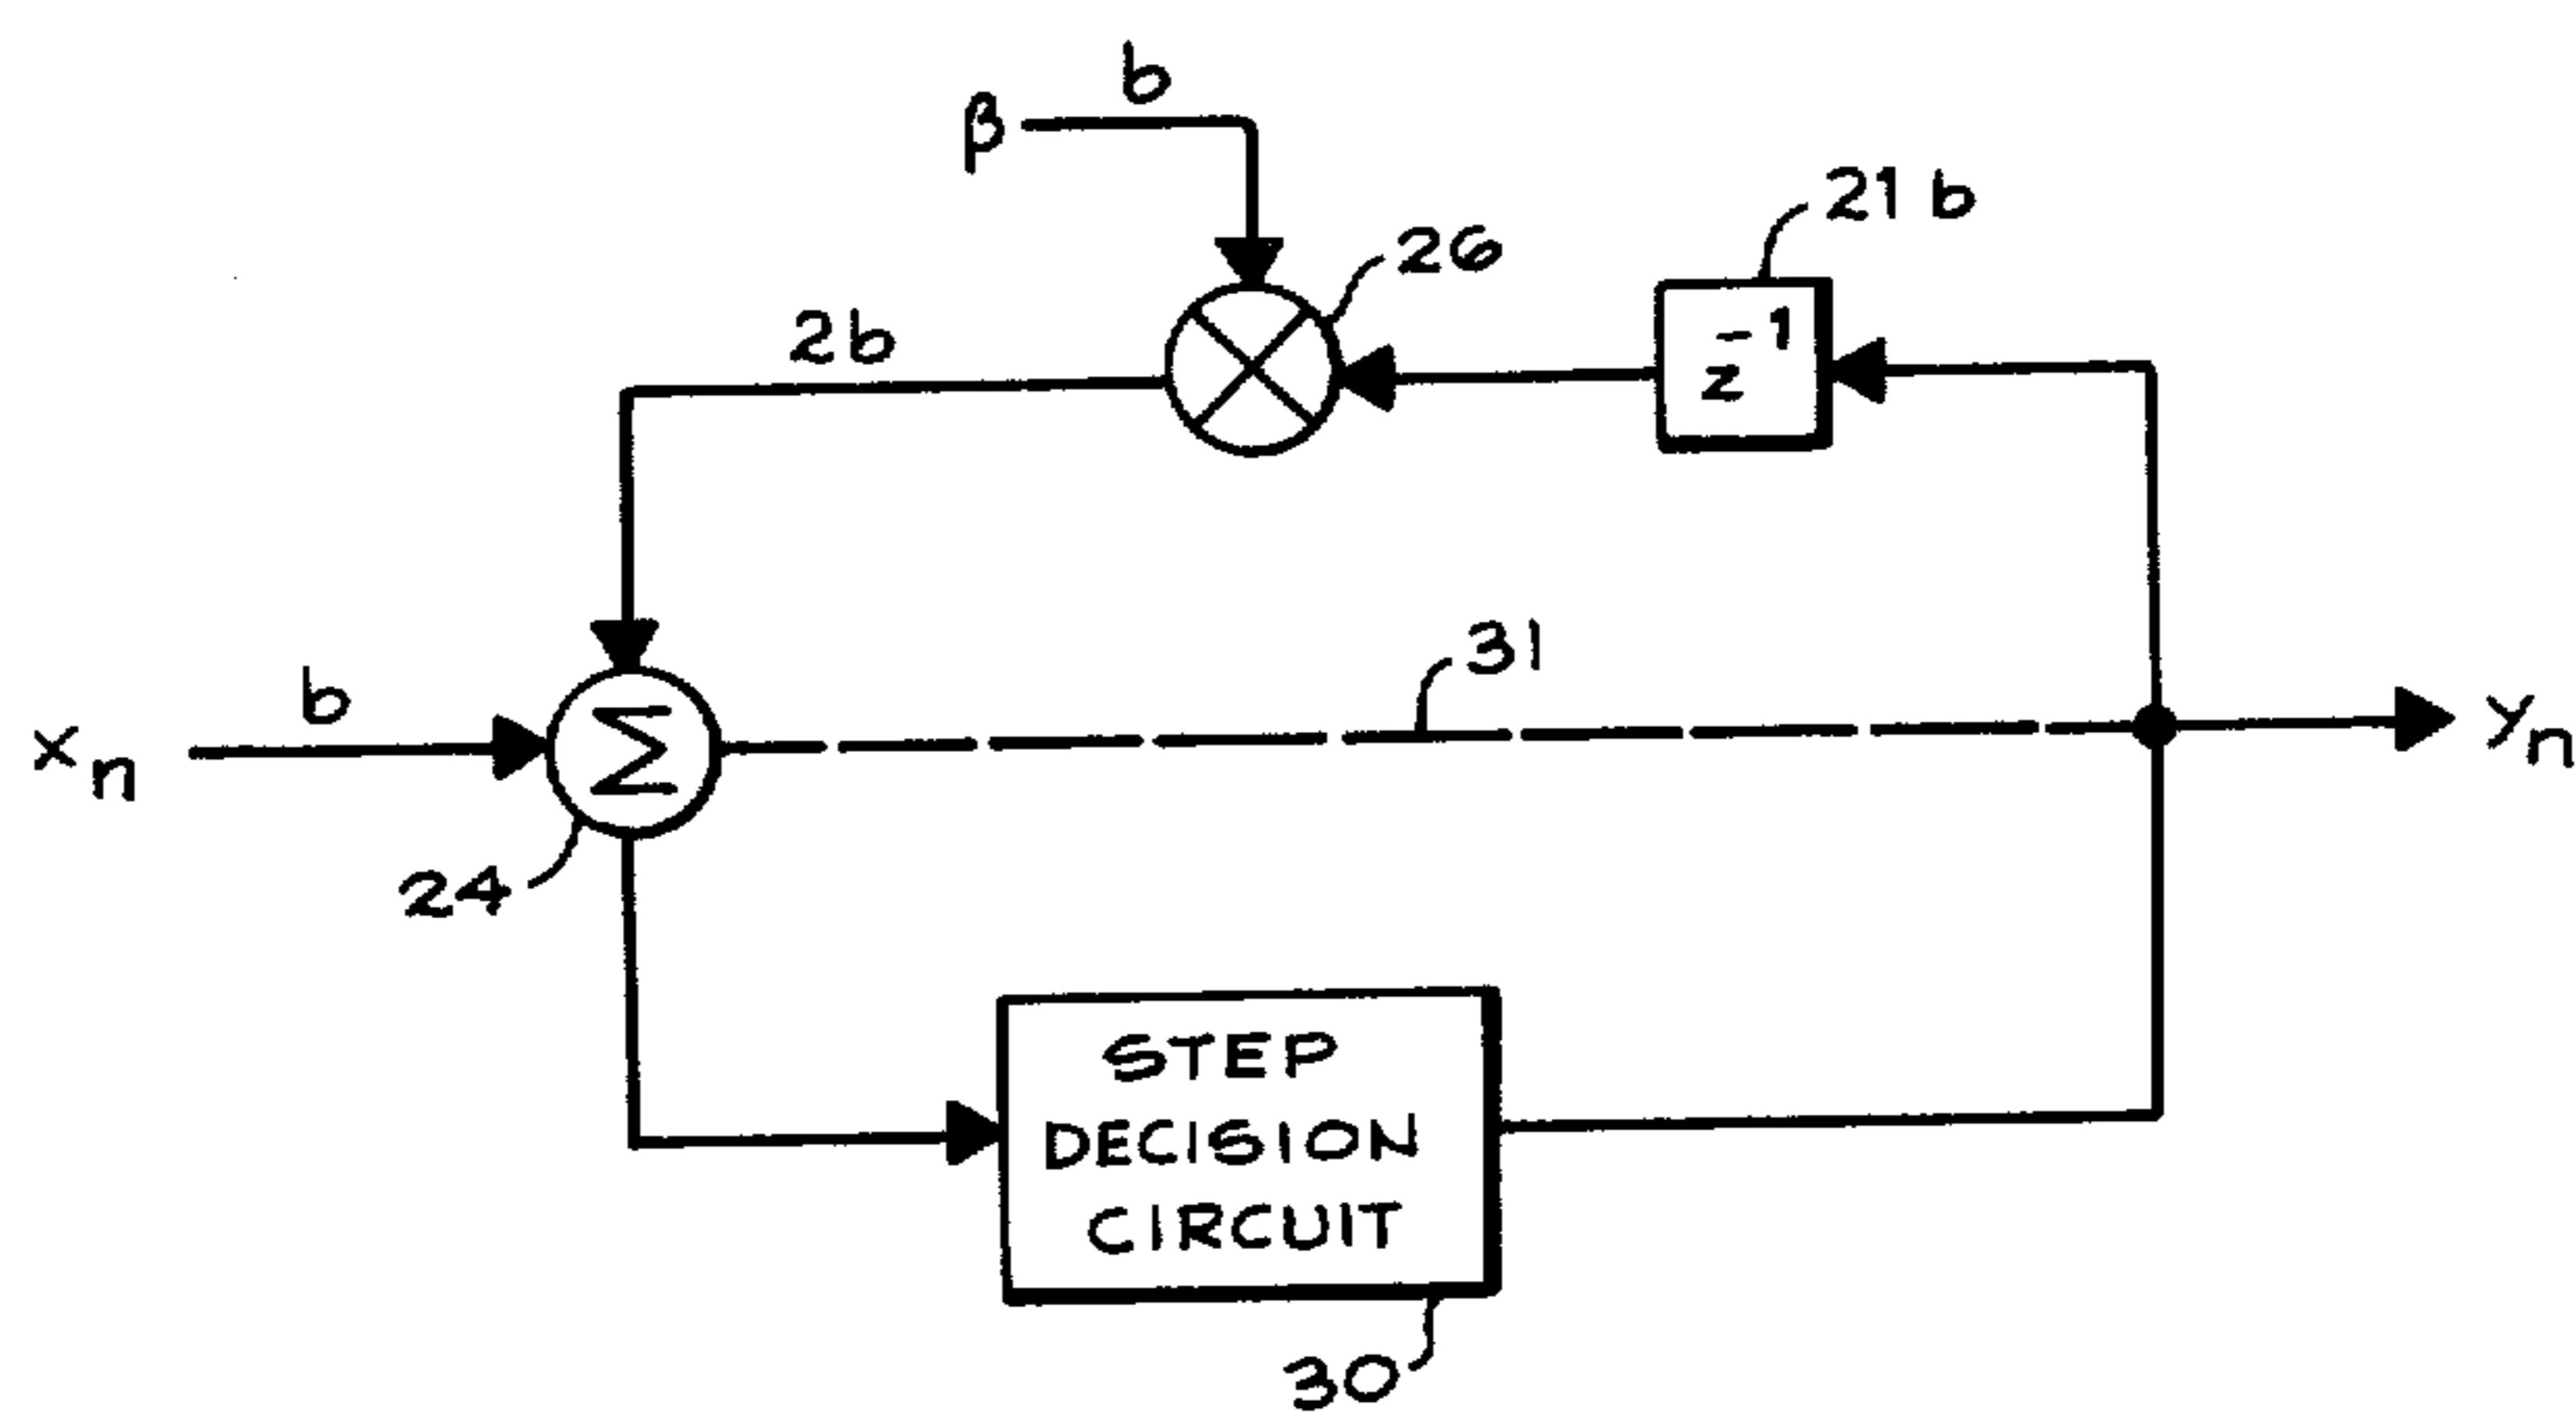 b
β
21 b
26
z⁻¹
2b
31
b
xₙ
Σ
yₙ
24
STEP
DECISION
CIRCUIT
30